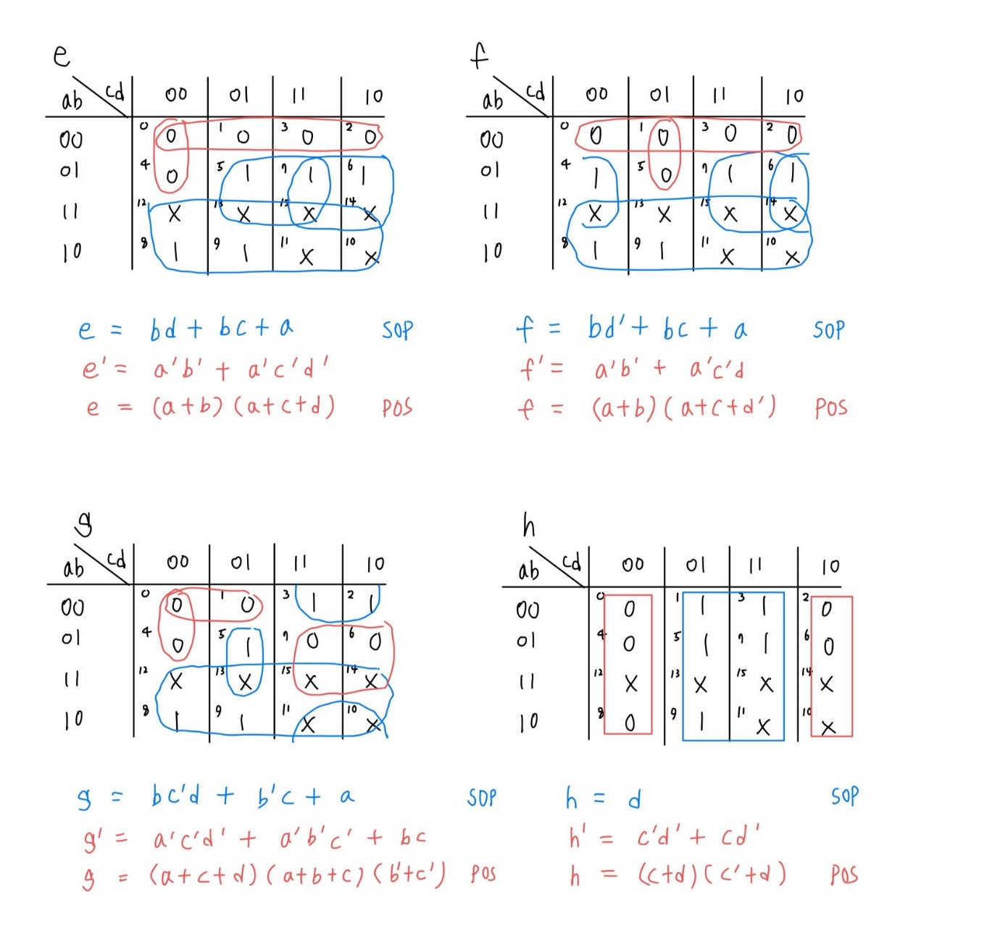 e
ab cd 00 01 11 10
00 0 0 1 0 3 0 2 0
01 4 0 5 1 7 1 6 1
11 12 X 13 X 15 X 14 X
10 8 1 9 1 11 X 10 X
e = bd + bc + a SOP
e' = a'b' + a'c'd'
e = (a+b)(a+c+d) POS
f
ab cd 00 01 11 10
00 0 0 1 0 3 0 2 0
01 4 1 5 0 7 1 6 1
11 12 X 13 X 15 X 14 X
10 8 1 9 1 11 X 10 X
f = bd' + bc + a SOP
f' = a'b' + a'c'd
f = (a+b)(a+c+d') POS
g
ab cd 00 01 11 10
00 0 0 1 0 3 1 2 1
01 4 0 5 1 7 0 6 0
11 12 X 13 X 15 X 14 X
10 8 1 9 1 11 X 10 X
g = bc'd + b'c + a SOP
g' = a'c'd' + a'b'c' + bc
g = (a+c+d)(a+b+c)(b'+c') POS
h
ab cd 00 01 11 10
00 0 0 1 1 3 1 2 0
01 4 0 5 1 7 1 6 0
11 12 X 13 X 15 X 14 X
10 8 0 9 1 11 X 10 X
h = d SOP
h' = c'd' + cd'
h = (c+d)(c'+d) POS